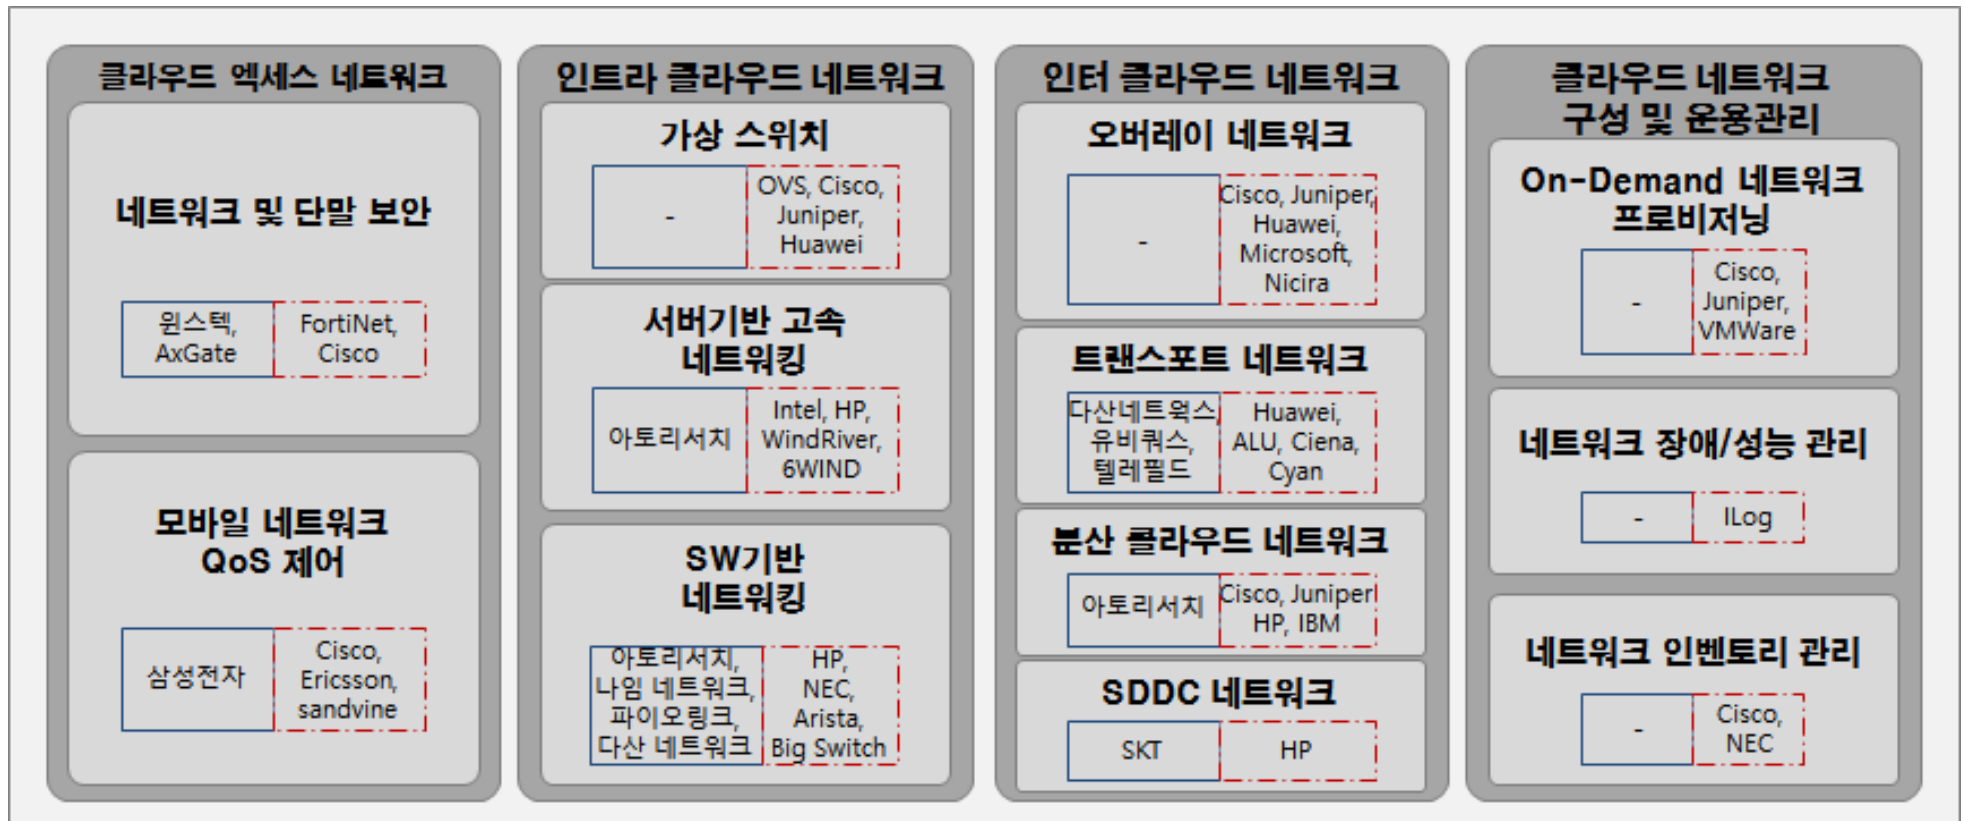 클라우드 엑세스 네트워크
네트워크 및 단말 보안
윈스텍,
AxGate
FortiNet,
Cisco
모바일 네트워크
QoS 제어
삼성전자
Cisco,
Ericsson,
sandvine
인트라 클라우드 네트워크
가상 스위치
-
OVS, Cisco,
Juniper,
Huawei
서버기반 고속
네트워킹
아토리서치
Intel, HP,
WindRiver,
6WIND
SW기반
네트워킹
아토리서치,
나임 네트워크,
파이오링크,
다산 네트워크
HP,
NEC,
Arista,
Big Switch
인터 클라우드 네트워크
오버레이 네트워크
-
Cisco, Juniper,
Huawei,
Microsoft,
Nicira
트랜스포트 네트워크
다산네트웍스,
유비쿼스,
텔레필드
Huawei,
ALU, Ciena,
Cyan
분산 클라우드 네트워크
아토리서치
Cisco, Juniper
HP, IBM
SDDC 네트워크
SKT
HP
클라우드 네트워크
구성 및 운용관리
On-Demand 네트워크
프로비저닝
-
Cisco,
Juniper,
VMWare
네트워크 장애/성능 관리
-
ILog
네트워크 인벤토리 관리
-
Cisco,
NEC